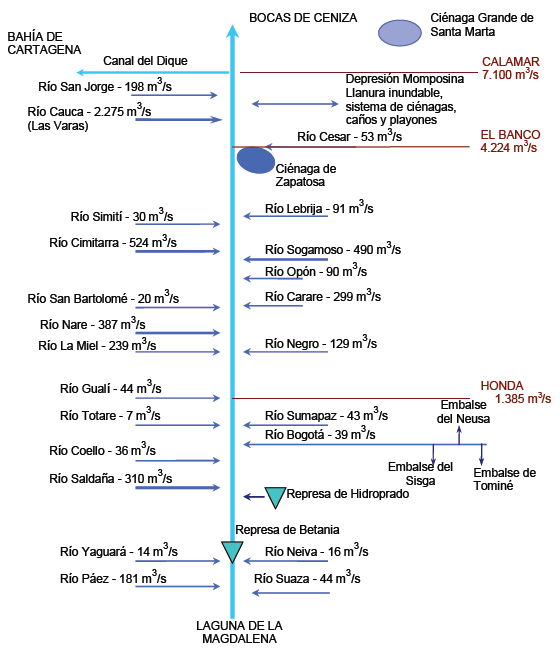 BOCAS DE CENIZA
Ciénaga Grande de
Santa Marta
BAHÍA DE
CARTAGENA
Canal del Dique
CALAMAR
7.100 m3/s
Río San Jorge - 198 m3/s
Depresión Momposina
Llanura inundable,
sistema de ciénagas,
caños y playones
Río Cauca - 2.275 m3/s
(Las Varas)
Río Cesar - 53 m3/s
EL BANCO
4.224 m3/s
Ciénaga de
Zapatosa
Río Simití - 30 m3/s
Río Lebrija - 91 m3/s
Río Cimitarra - 524 m3/s
Río Sogamoso - 490 m3/s
Río Opón - 90 m3/s
Río San Bartolomé - 20 m3/s
Río Carare - 299 m3/s
Río Nare - 387 m3/s
Río La Miel - 239 m3/s
Río Negro - 129 m3/s
Río Gualí - 44 m3/s
HONDA
1.385 m3/s
Embalse
del Neusa
Río Totare - 7 m3/s
Río Sumapaz - 43 m3/s
Río Bogotá - 39 m3/s
Río Coello - 36 m3/s
Embalse del
Sisga
Embalse de
Tominé
Río Saldaña - 310 m3/s
Represa de Hidroprado
Represa de Betania
Río Yaguará - 14 m3/s
Río Neiva - 16 m3/s
Río Páez - 181 m3/s
Río Suaza - 44 m3/s
LAGUNA DE LA
MAGDALENA